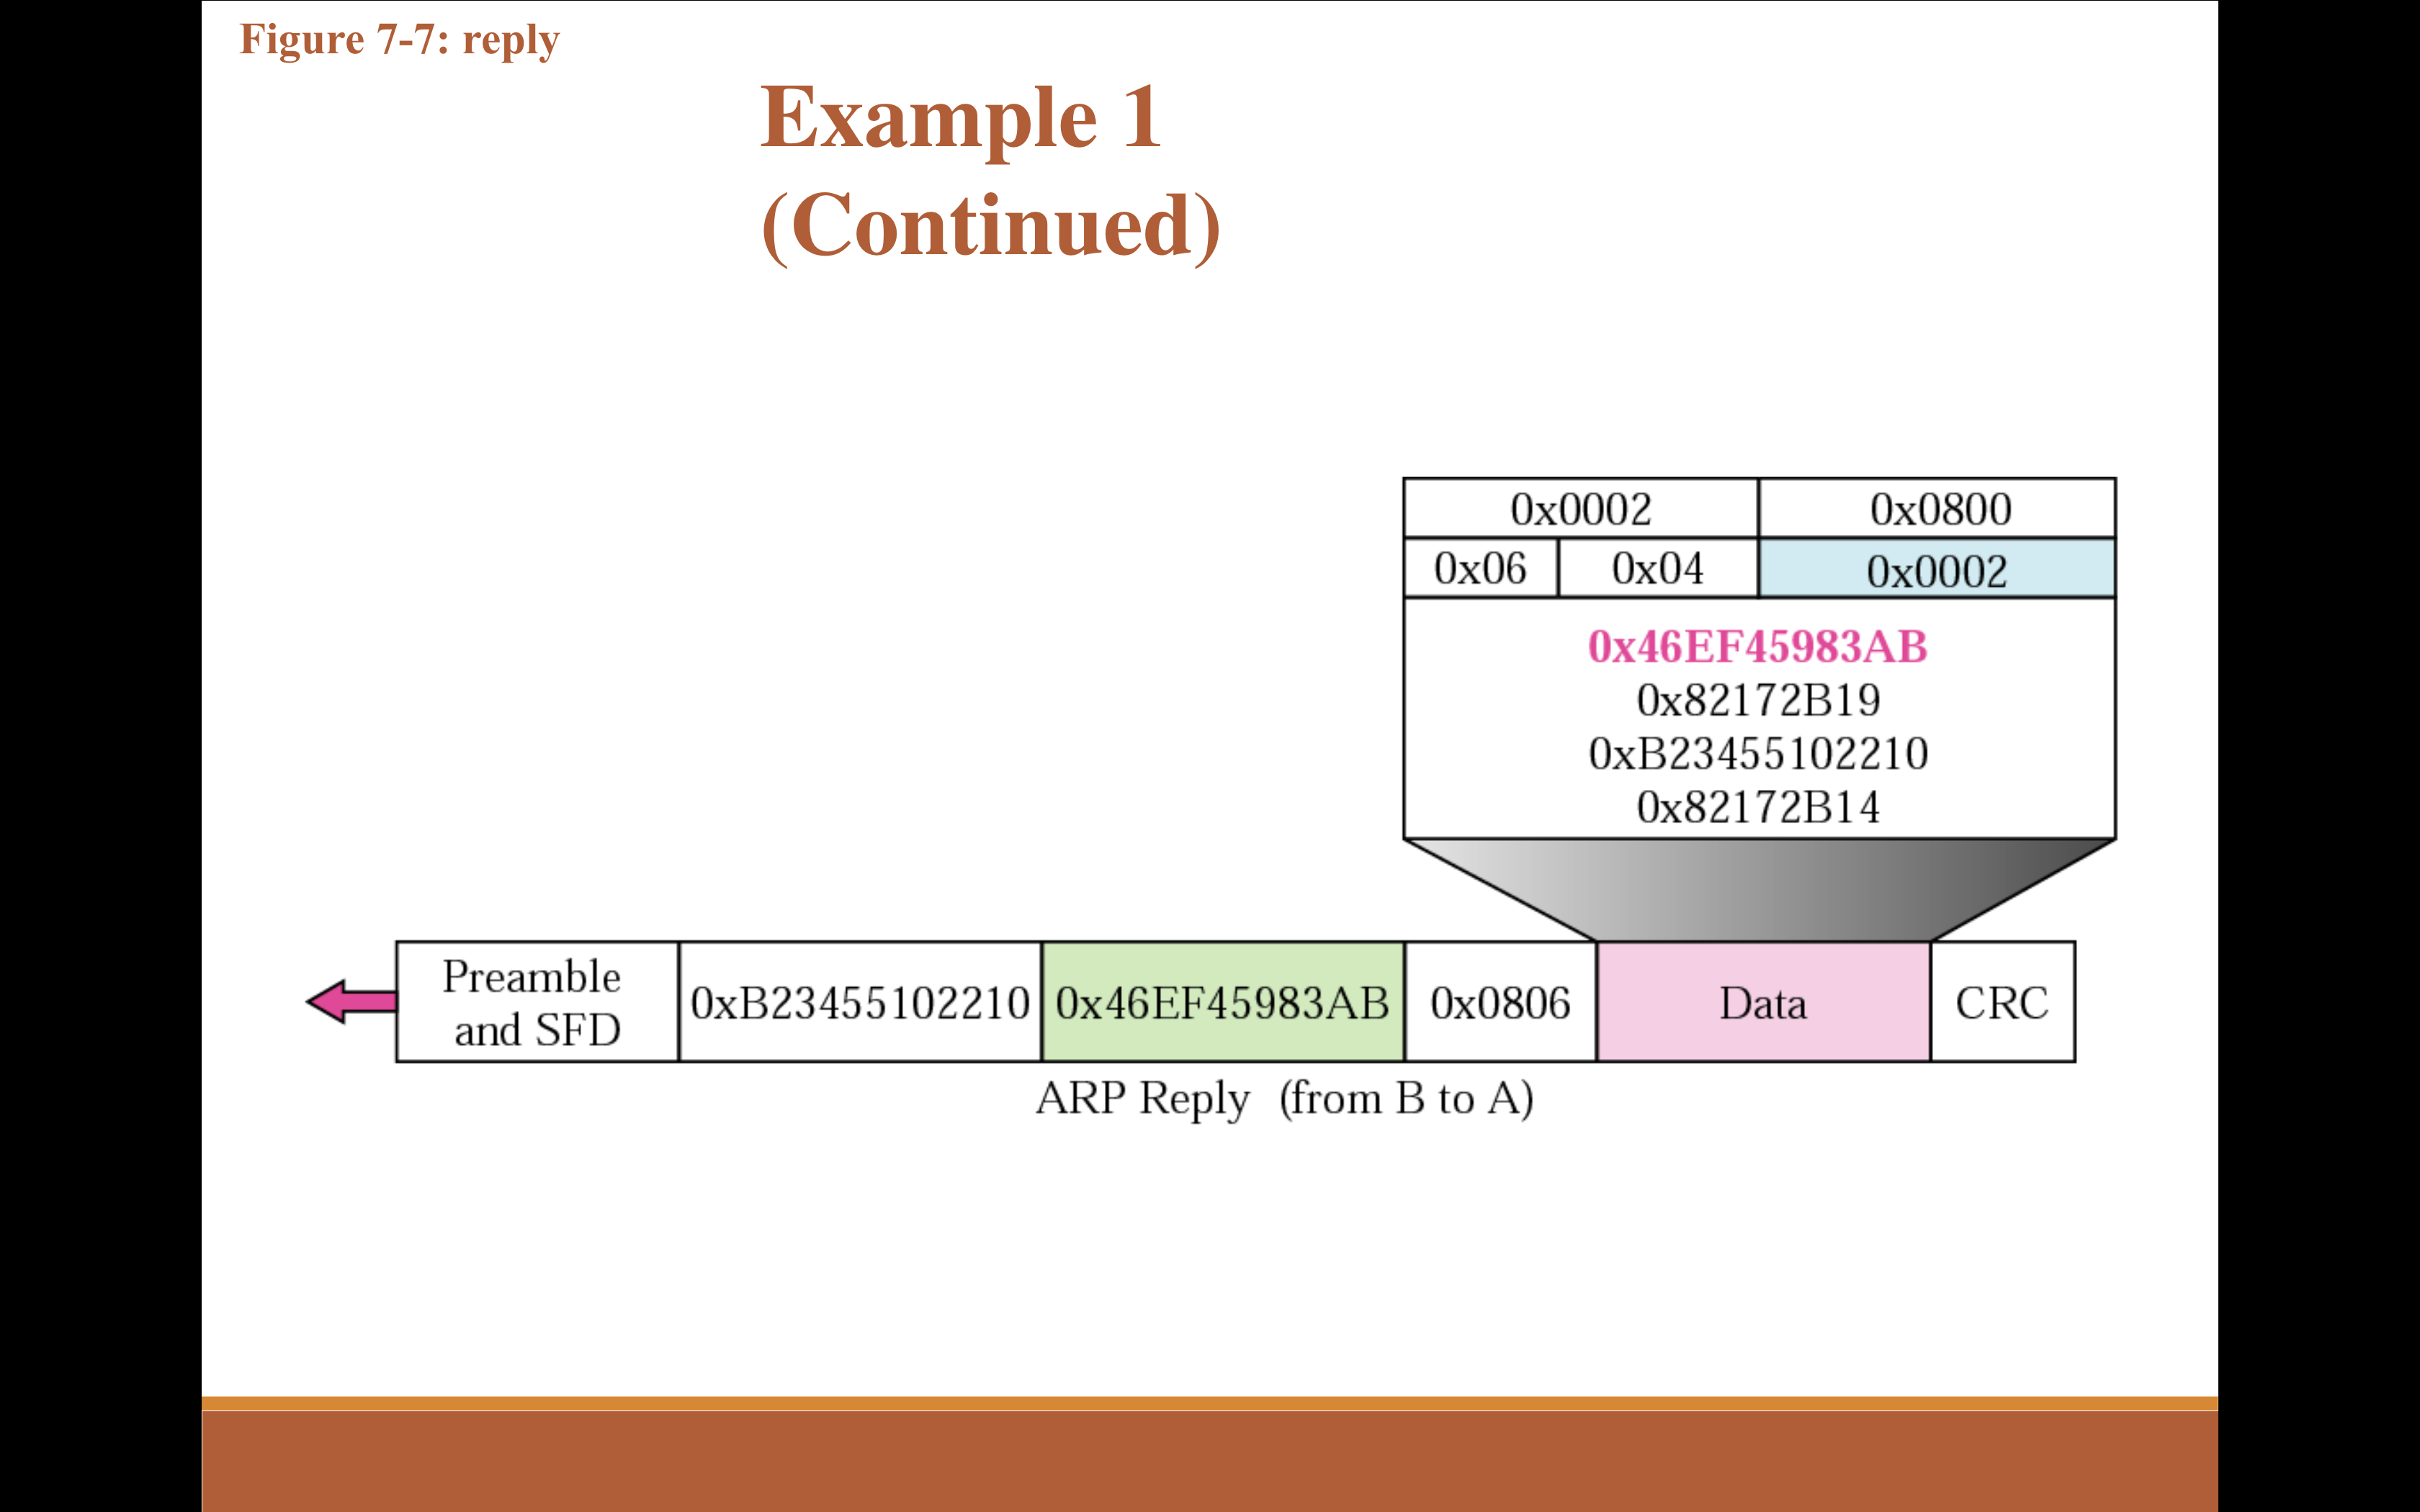 Figure 7-7: reply
Example 1
(Continued)
0x0002 0x0800
0x06 0x04 0x0002
0x46EF45983AB
0x82172B19
0xB23455102210
0x82172B14
Preamble
and SFD
0xB23455102210
0x46EF45983AB
0x0806
Data
CRC
ARP Reply (from B to A)